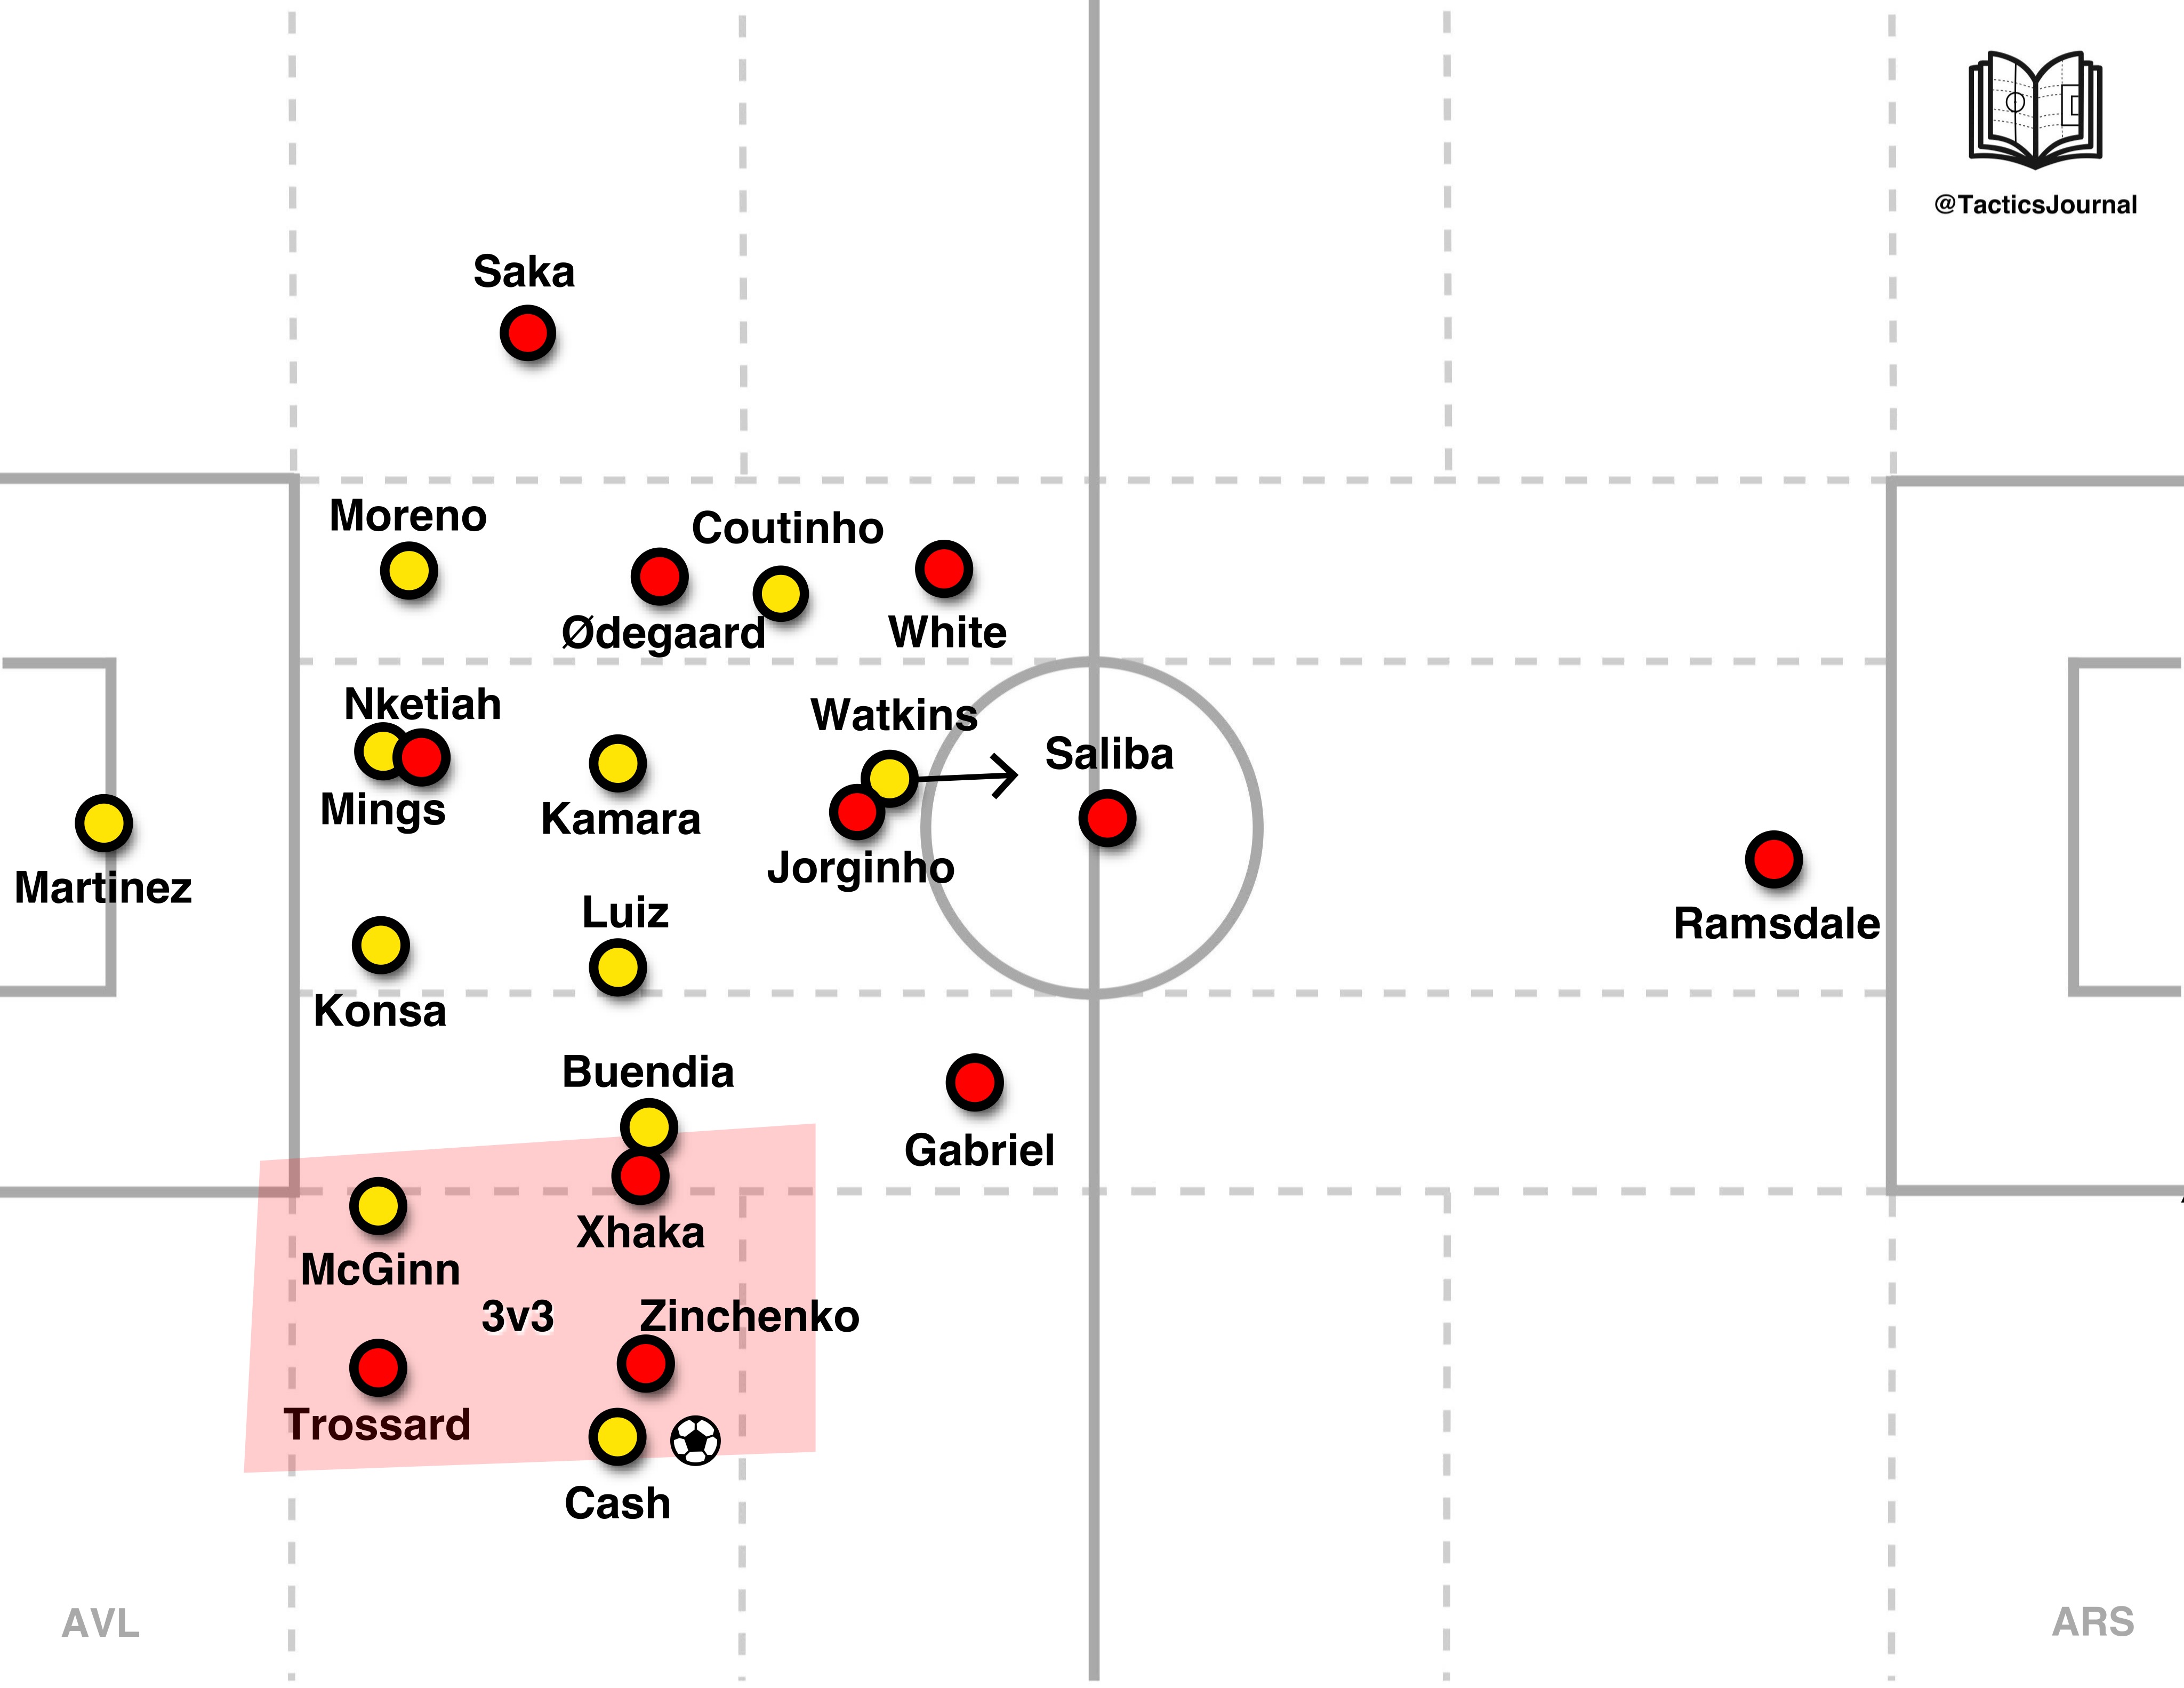 @TacticsJournal
Saka
Moreno
Coutinho
Ødegaard
White
Nketiah
Watkins
Saliba
Mings
Kamara
Jorginho
Martinez
Luiz
Ramsdale
Konsa
Buendia
Gabriel
Xhaka
McGinn
3v3
Zinchenko
Trossard
Cash
AVL
ARS